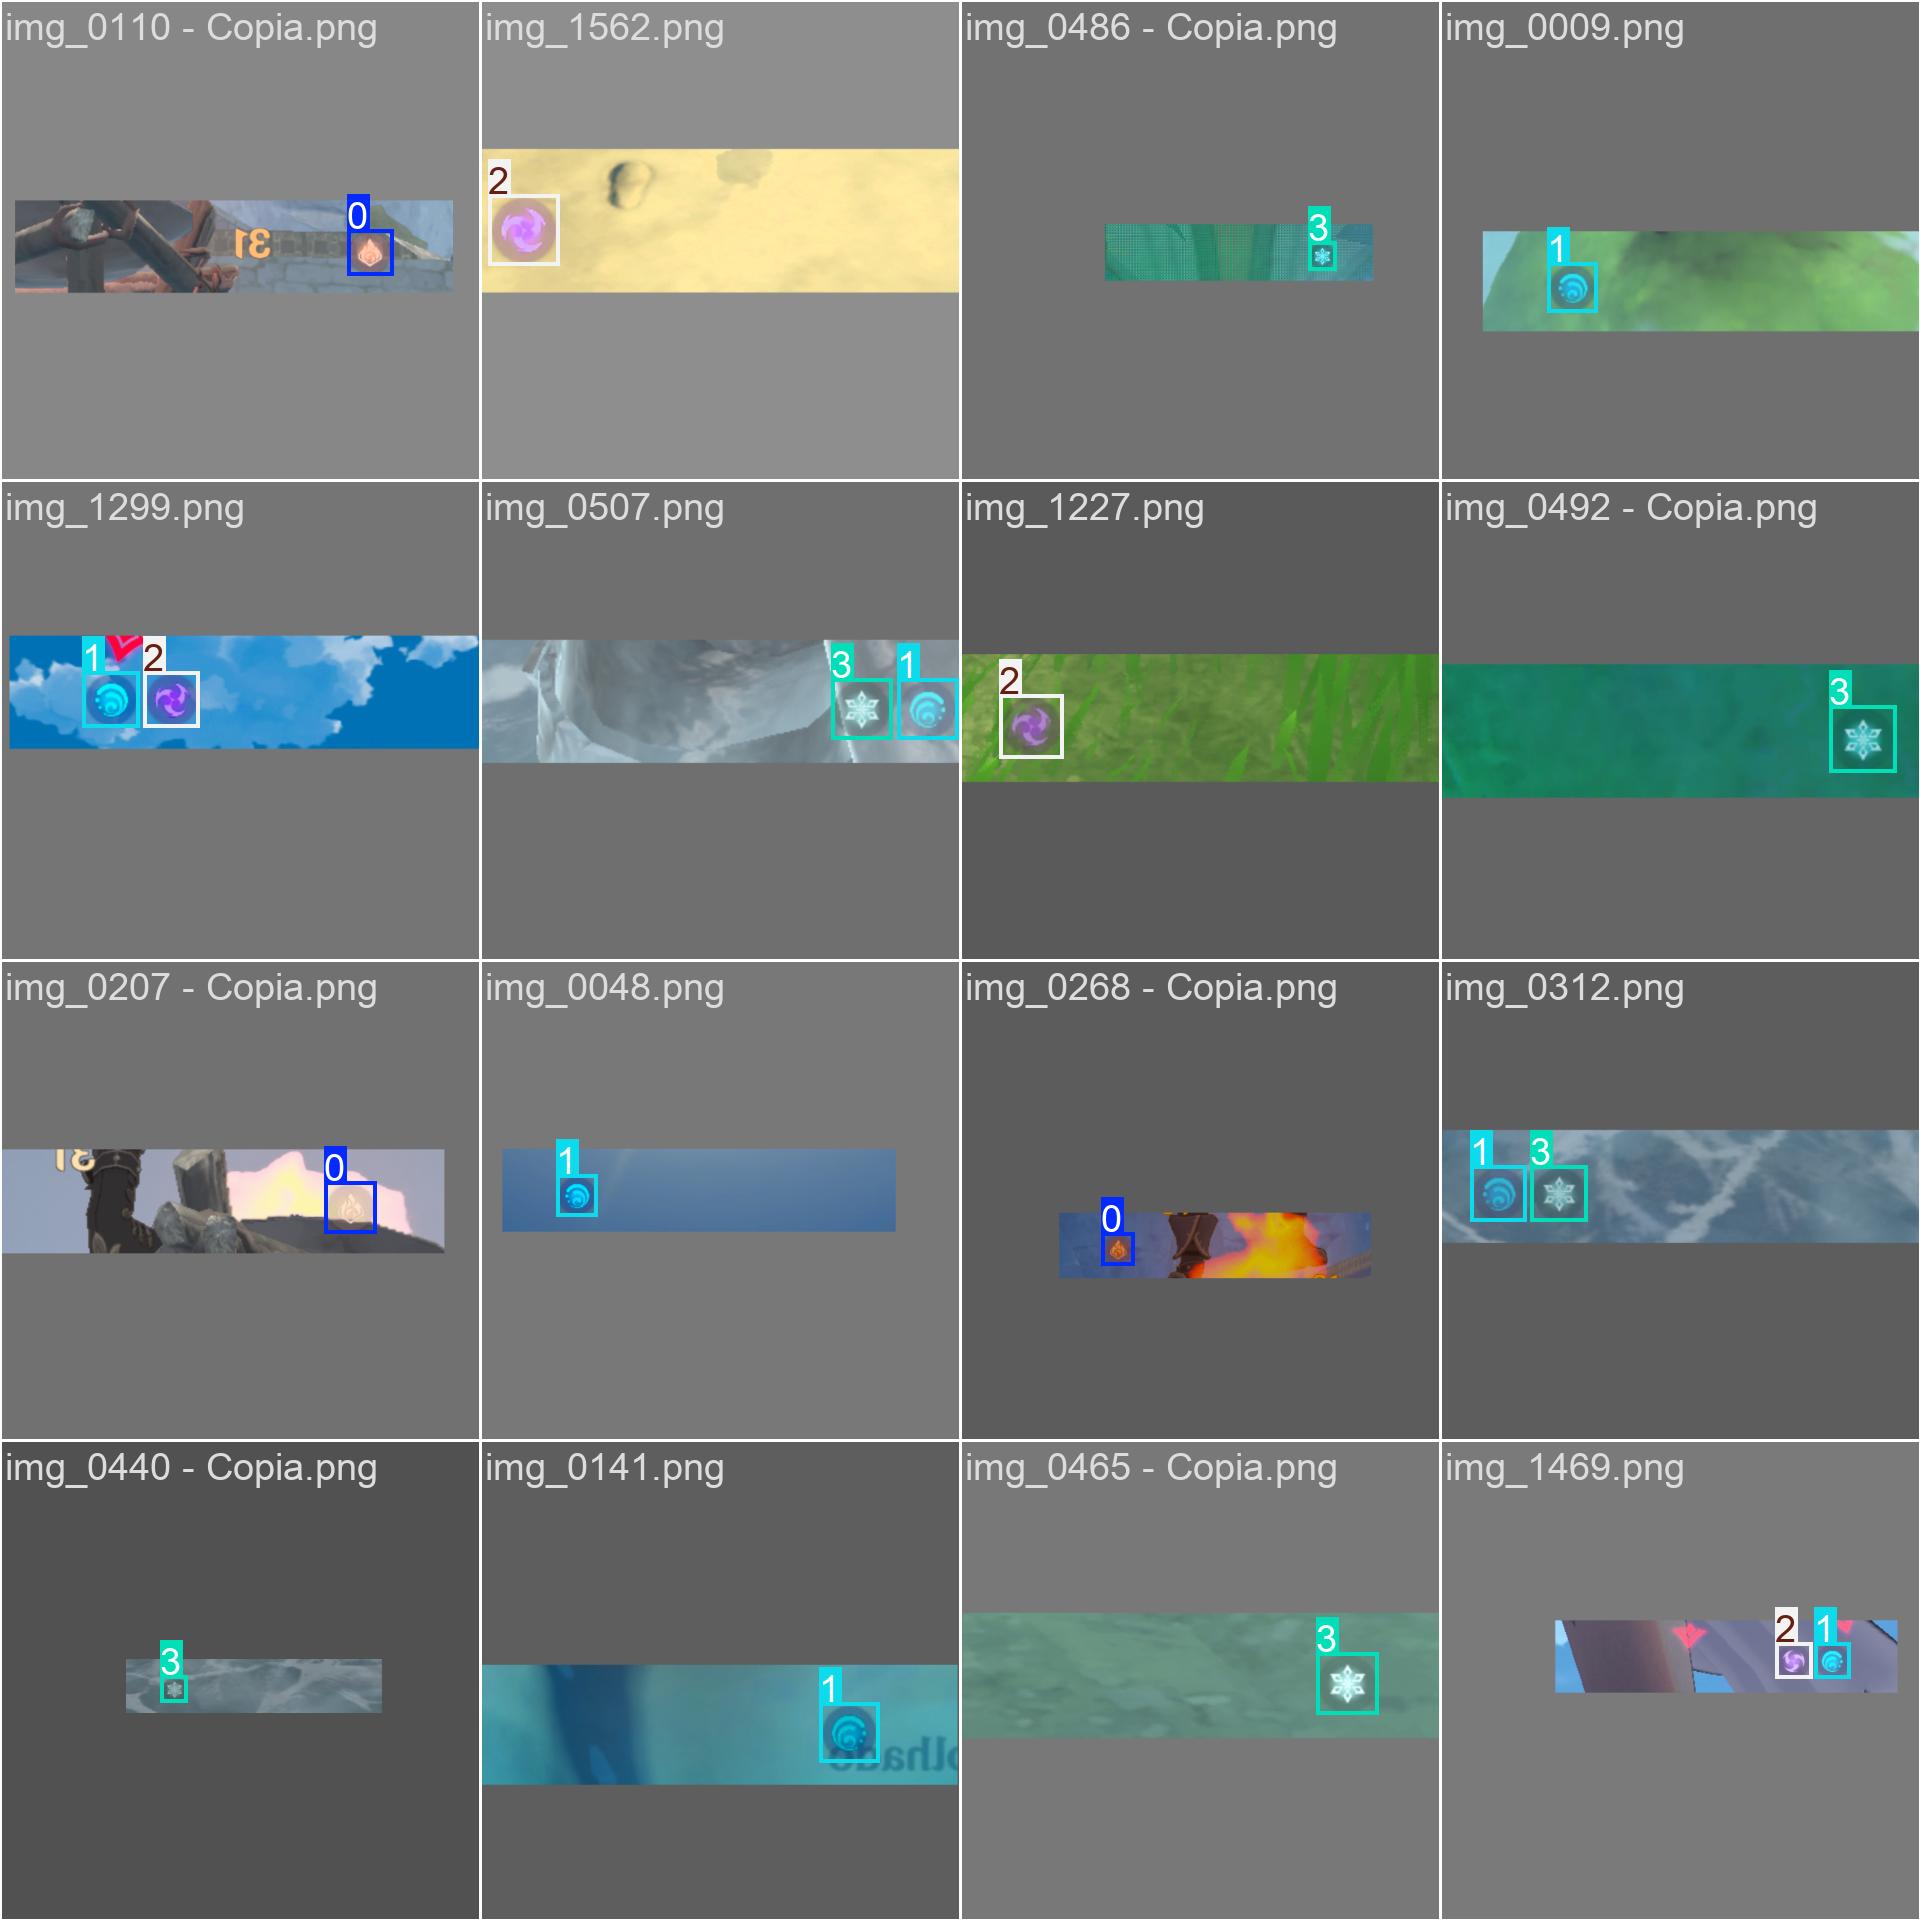 img_0110 - Copia.png
img_1562.png
img_0486 - Copia.png
img_0009.png
2
3
0
1
31
img_1299.png
img_0507.png
img_1227.png
img_0492 - Copia.png
1 2
3 1
2
3
img_0207 - Copia.png
img_0048.png
img_0268 - Copia.png
img_0312.png
31
0
1
0
1 3
img_0440 - Copia.png
img_0141.png
img_0465 - Copia.png
img_1469.png
3
1
3
2 1
olhado